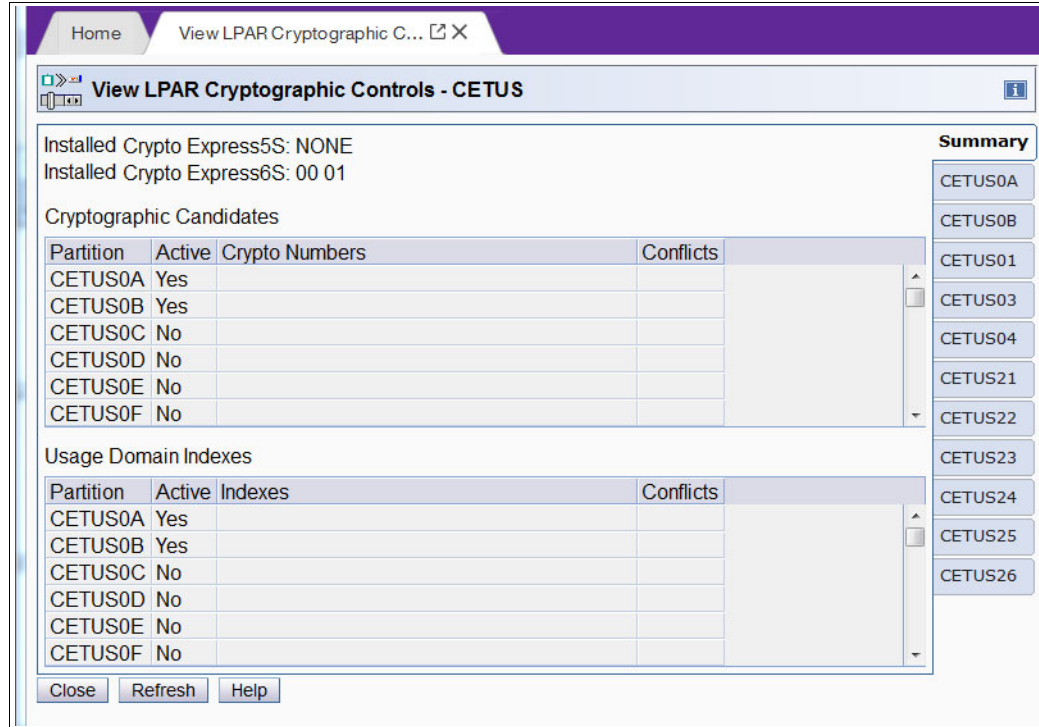 Home
View LPAR Cryptographic C...
View LPAR Cryptographic Controls - CETUS
i
Installed Crypto Express5S: NONE
Installed Crypto Express6S: 00 01
Cryptographic Candidates
Partition Active Crypto Numbers Conflicts
CETUS0A Yes
CETUS0B Yes
CETUS0C No
CETUS0D No
CETUS0E No
CETUS0F No
Usage Domain Indexes
Partition Active Indexes Conflicts
CETUS0A Yes
CETUS0B Yes
CETUS0C No
CETUS0D No
CETUS0E No
CETUS0F No
Close Refresh Help
Summary
CETUS0A
CETUS0B
CETUS01
CETUS03
CETUS04
CETUS21
CETUS22
CETUS23
CETUS24
CETUS25
CETUS26